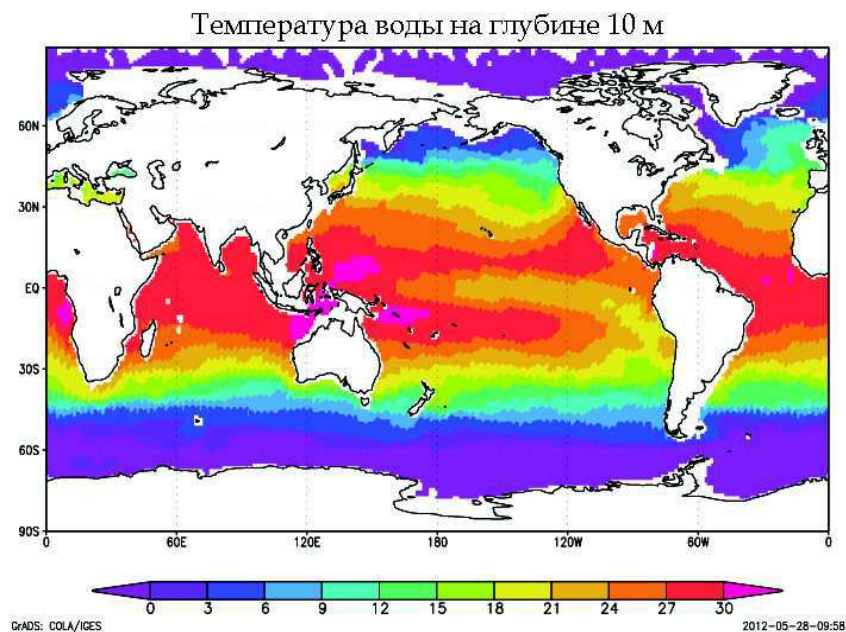 Температура воды на глубине 10 м
60N
30N
EQ
30S
60S
90S
0 60E 120E 180 120W 60W 0
0 3 6 9 12 15 18 21 24 27 30
GrADS: COLA/IGES 2012-05-28-09:58